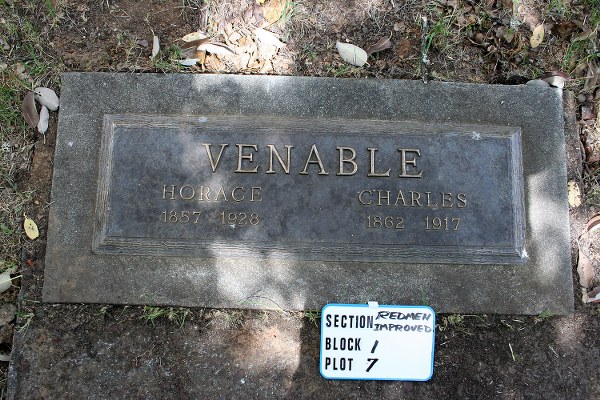 VENABLE
HORACE CHARLES
1857 1928 1862 1917
SECTION REDMEN IMPROVED
BLOCK 1
PLOT 7